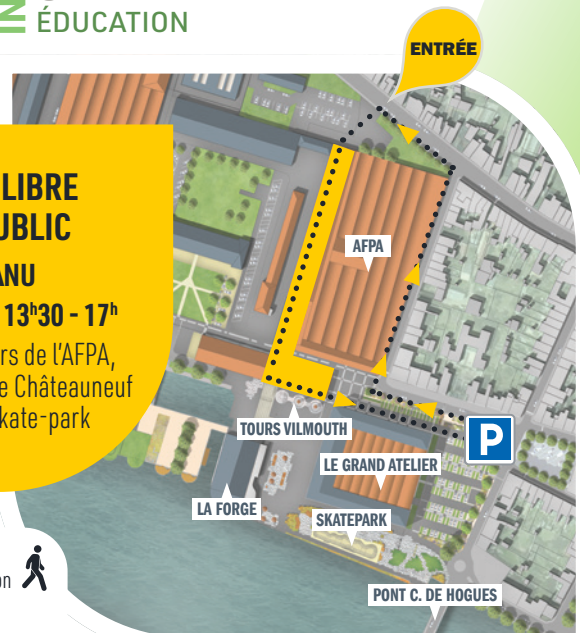 ÉDUCATION
ENTRÉE
LIBRE
UBLIC
ANU
13h30 - 17h
rs de l'AFPA,
e Châteauneuf
kate-park
AFPA
TOURS VILMOUTH
P
LE GRAND ATELIER
LA FORGE
SKATEPARK
on
PONT C. DE HOGUES